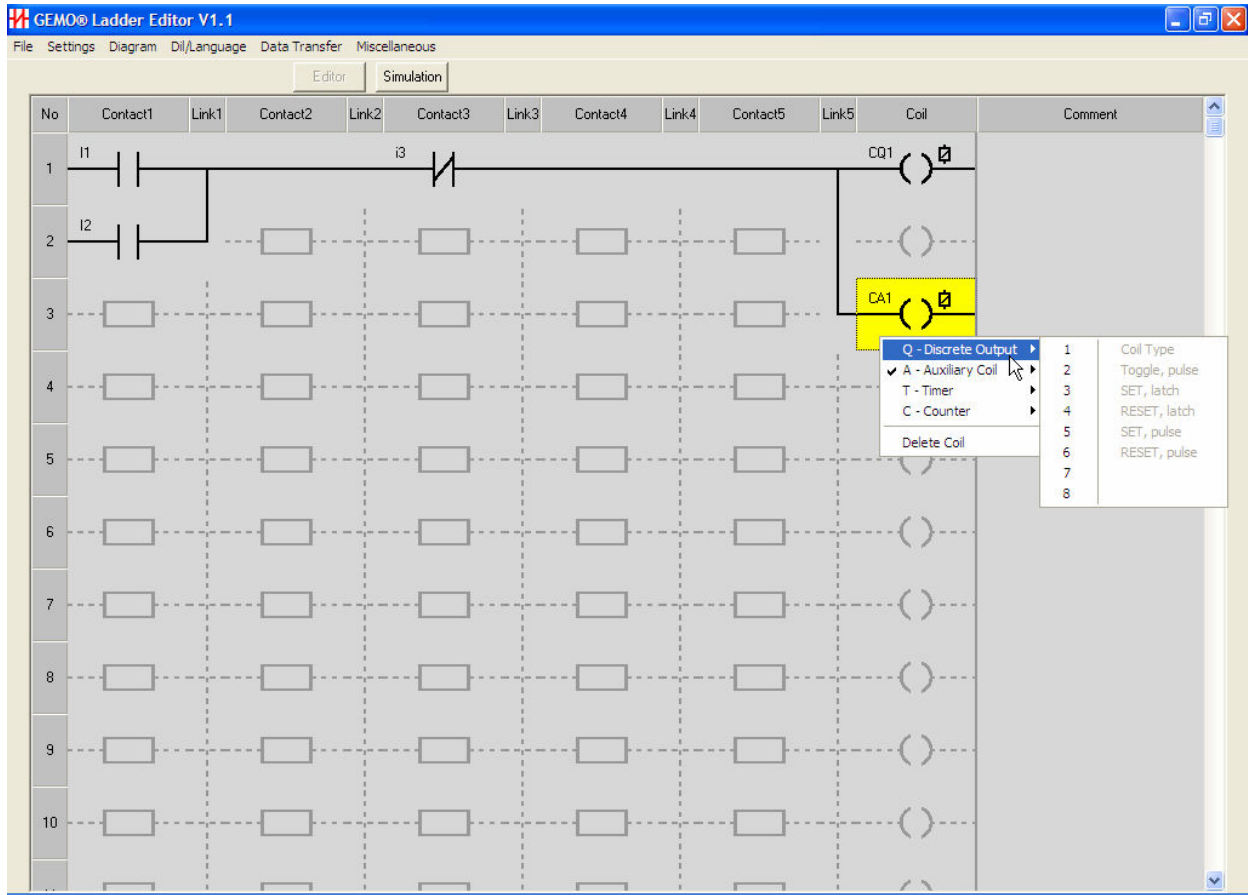 GEMO® Ladder Editor V1.1
File Settings Diagram Dil/Language Data Transfer Miscellaneous
Editor Simulation
No Contact1 Link1 Contact2 Link2 Contact3 Link3 Contact4 Link4 Contact5 Link5 Coil Comment
1 I1 i3 CQ1
2 I2
3 CA1
Q - Discrete Output 1 Coil Type
A - Auxiliary Coil 2 Toggle, pulse
T - Timer 3 SET, latch
C - Counter 4 RESET, latch
5 SET, pulse
Delete Coil 6 RESET, pulse
7
8
4
5
6
7
8
9
10